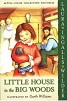 LAURA INGALLS WILDER
LITTLE HOUSE
IN THE BIG WOODS
ILLUSTRATED BY Garth Williams